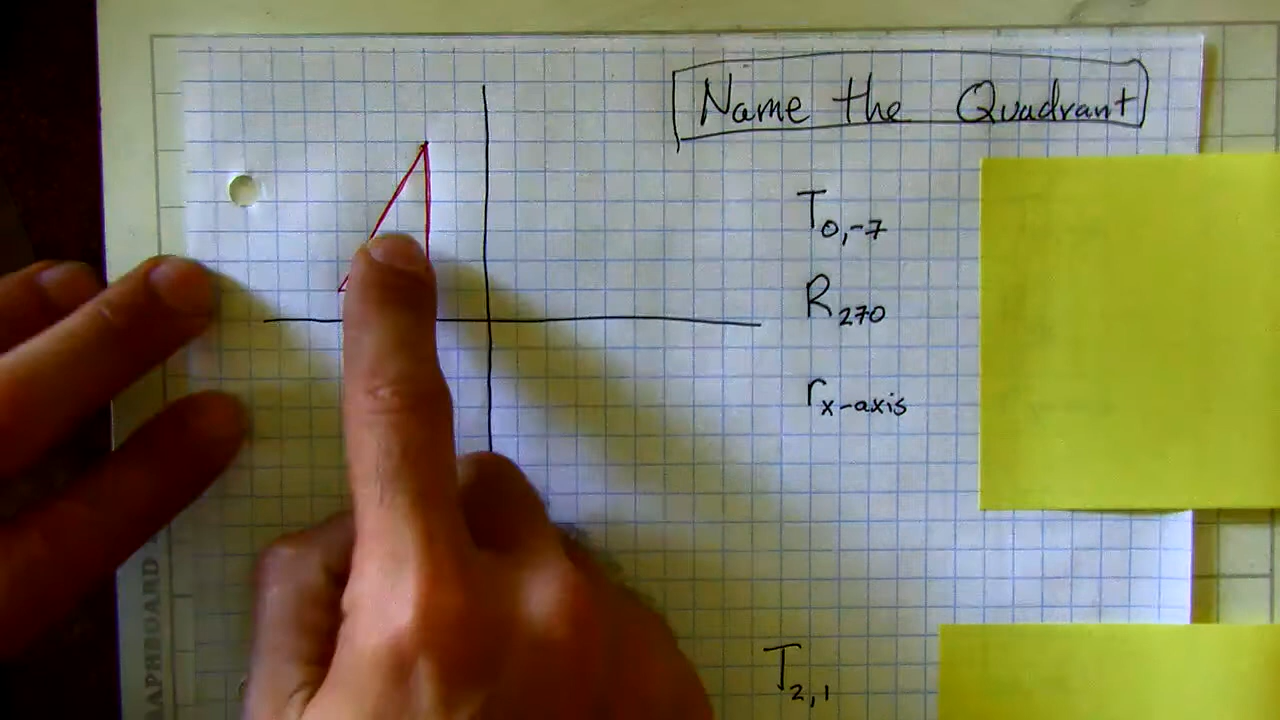 Name the Quadrant
T0,-7
R270
rx-axis
T2,1